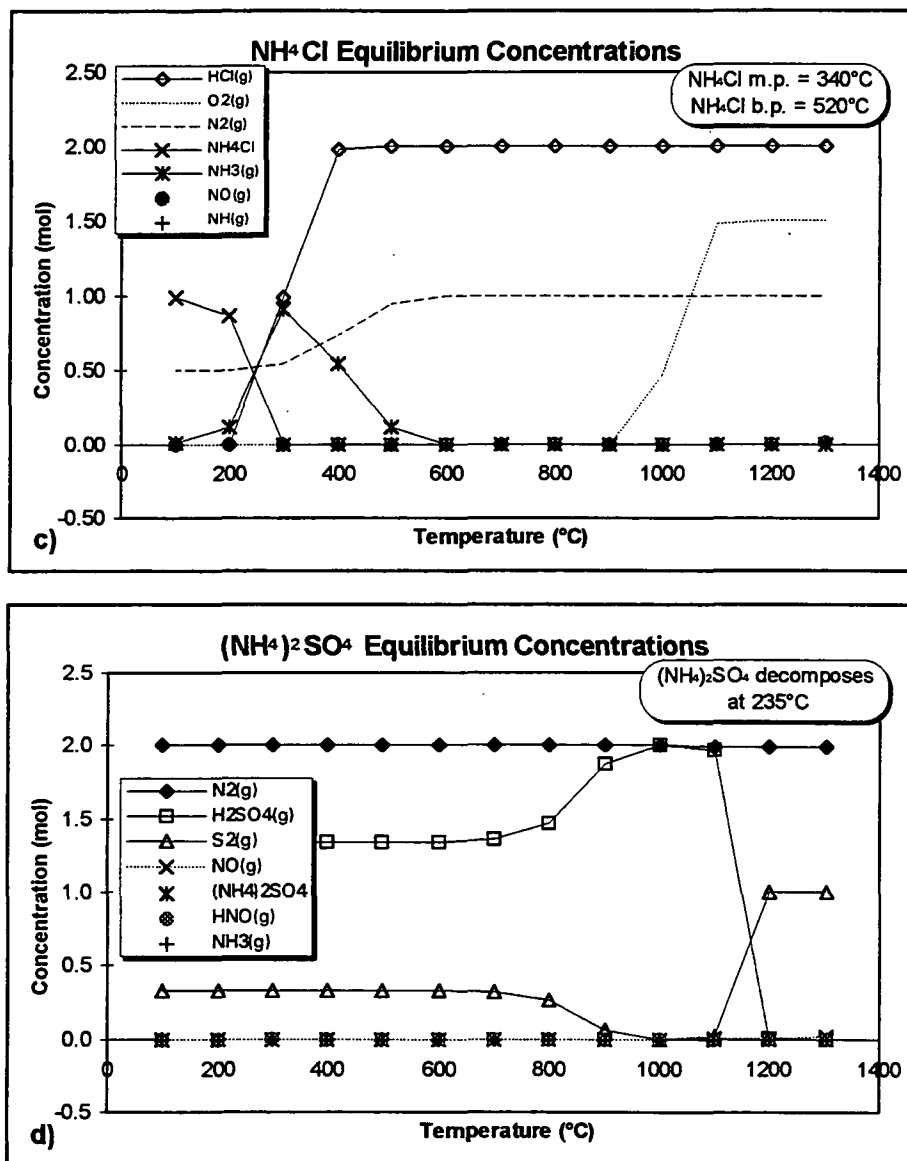 NH₄Cl Equilibrium Concentrations
NH₄Cl m.p. = 340°C
NH₄Cl b.p. = 520°C
HCl(g)
O2(g)
N2(g)
NH4Cl
NH3(g)
NO(g)
NH(g)
Concentration (mol)
2.50
2.00
1.50
1.00
0.50
0.00
-0.50
0 200 400 600 800 1000 1200 1400
Temperature (°C)
c)
(NH₄)₂SO₄ Equilibrium Concentrations
(NH₄)₂SO₄ decomposes
at 235°C
N2(g)
H2SO4(g)
S2(g)
NO(g)
(NH4)2SO4
HNO(g)
NH3(g)
Concentration (mol)
2.5
2.0
1.5
1.0
0.5
0.0
-0.5
0 200 400 600 800 1000 1200 1400
Temperature (°C)
d)